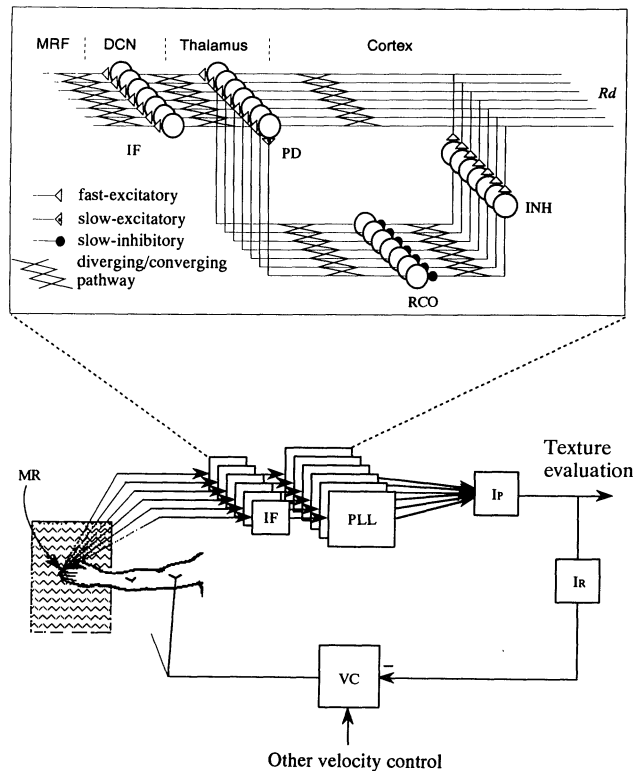 MRF DCN Thalamus Cortex
Rd
IF
PD
INH
fast-excitatory
slow-excitatory
slow-inhibitory
diverging/converging
pathway
RCO
Texture
evaluation
MR
IF
PLL
IP
IR
VC
−
Other velocity control